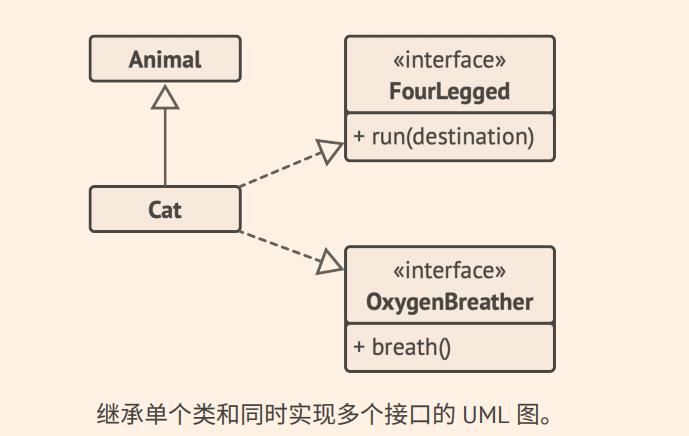 Animal
Cat
«interface»
FourLegged
+ run(destination)
«interface»
OxygenBreather
+ breath()
继承单个类和同时实现多个接口的 UML 图。